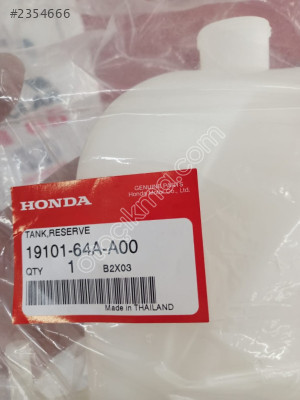 #2354666
GENUINE PARTS
Honda Motor Co., Ltd.
HONDA
TANK,RESERVE
19101-64A-A00
QTY 1 B2X03
Made in THAILAND